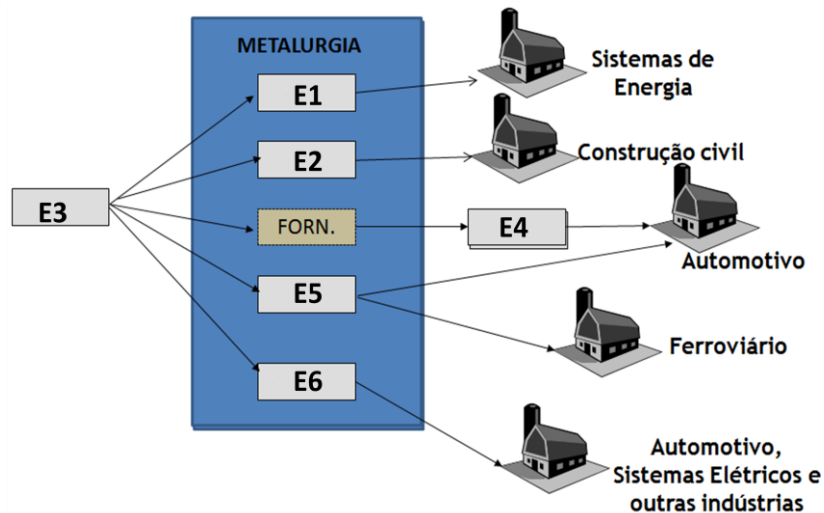 METALURGIA
E1
Sistemas de
Energia
E2
Construção civil
E3
FORN.
E4
Automotivo
E5
Ferroviário
E6
Automotivo,
Sistemas Elétricos e
outras indústrias